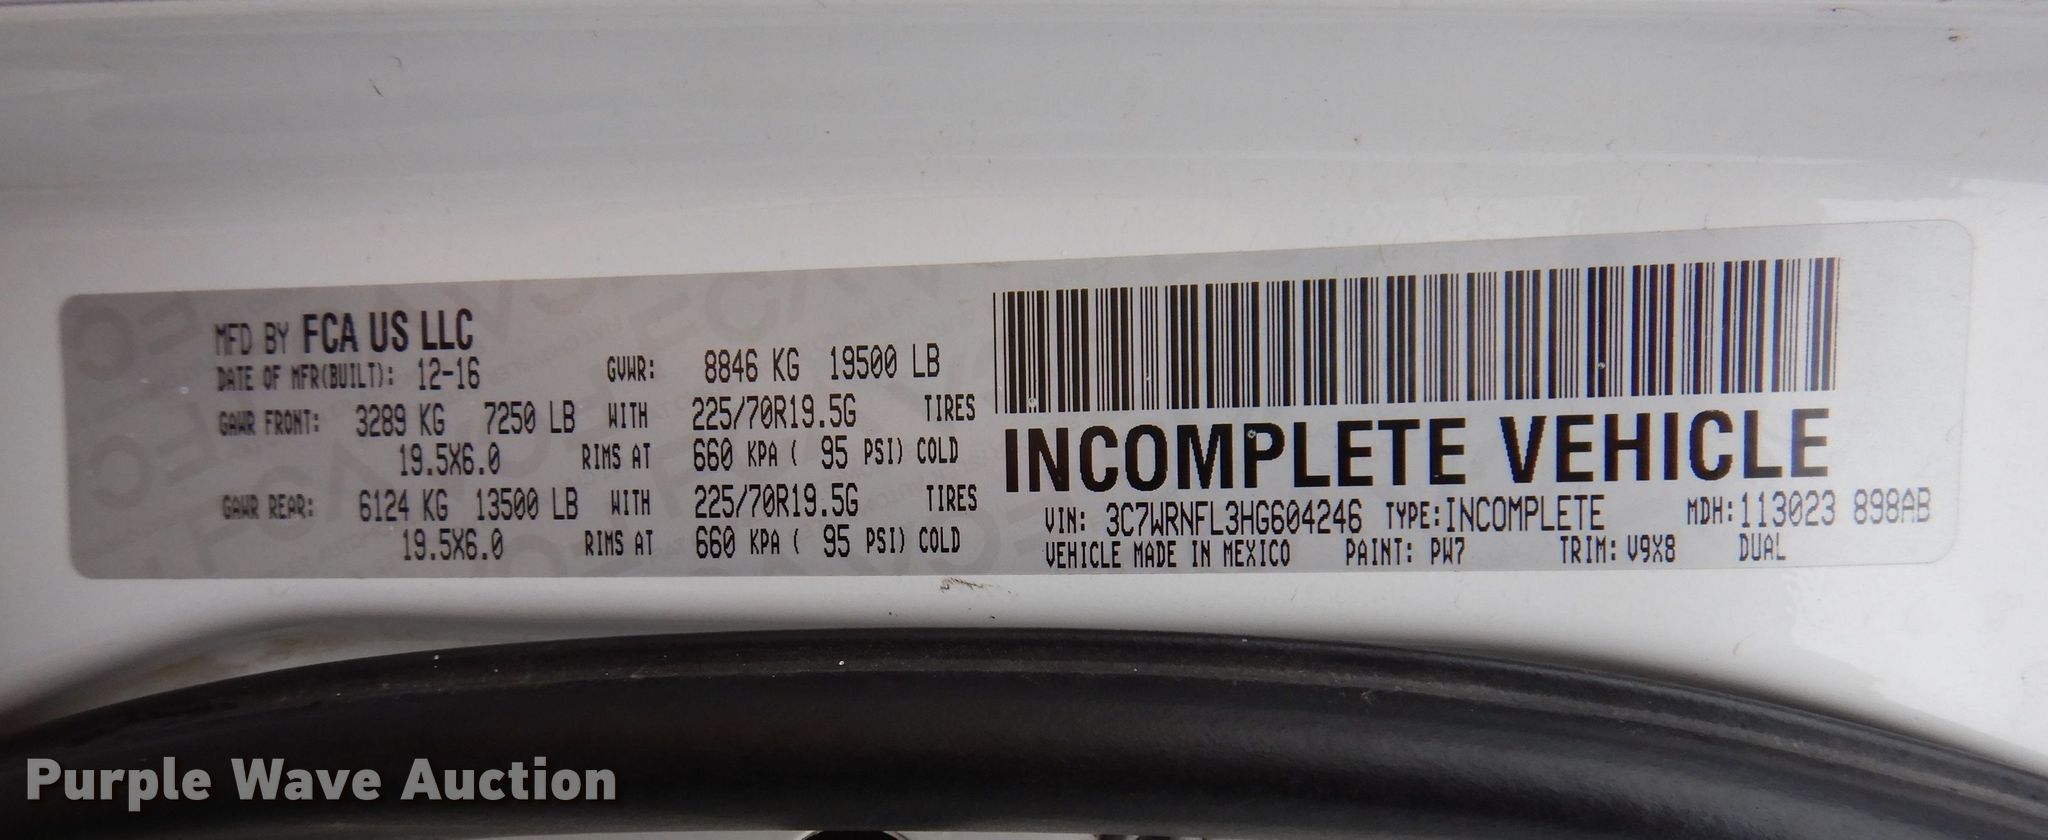 MFD BY FCA US LLC
DATE OF MFR(BUILT): 12-16 GVWR: 8846 KG 19500 LB
GAWR FRONT: 3289 KG 7250 LB WITH 225/70R19.5G TIRES
19.5X6.0 RIMS AT 660 KPA ( 95 PSI) COLD
GAWR REAR: 6124 KG 13500 LB WITH 225/70R19.5G TIRES
19.5X6.0 RIMS AT 660 KPA ( 95 PSI) COLD
INCOMPLETE VEHICLE
VIN: 3C7WRNFL3HG604246 TYPE: INCOMPLETE MDH: 113023 898AB
VEHICLE MADE IN MEXICO PAINT: PW7 TRIM: V9X8 DUAL
Purple Wave Auction